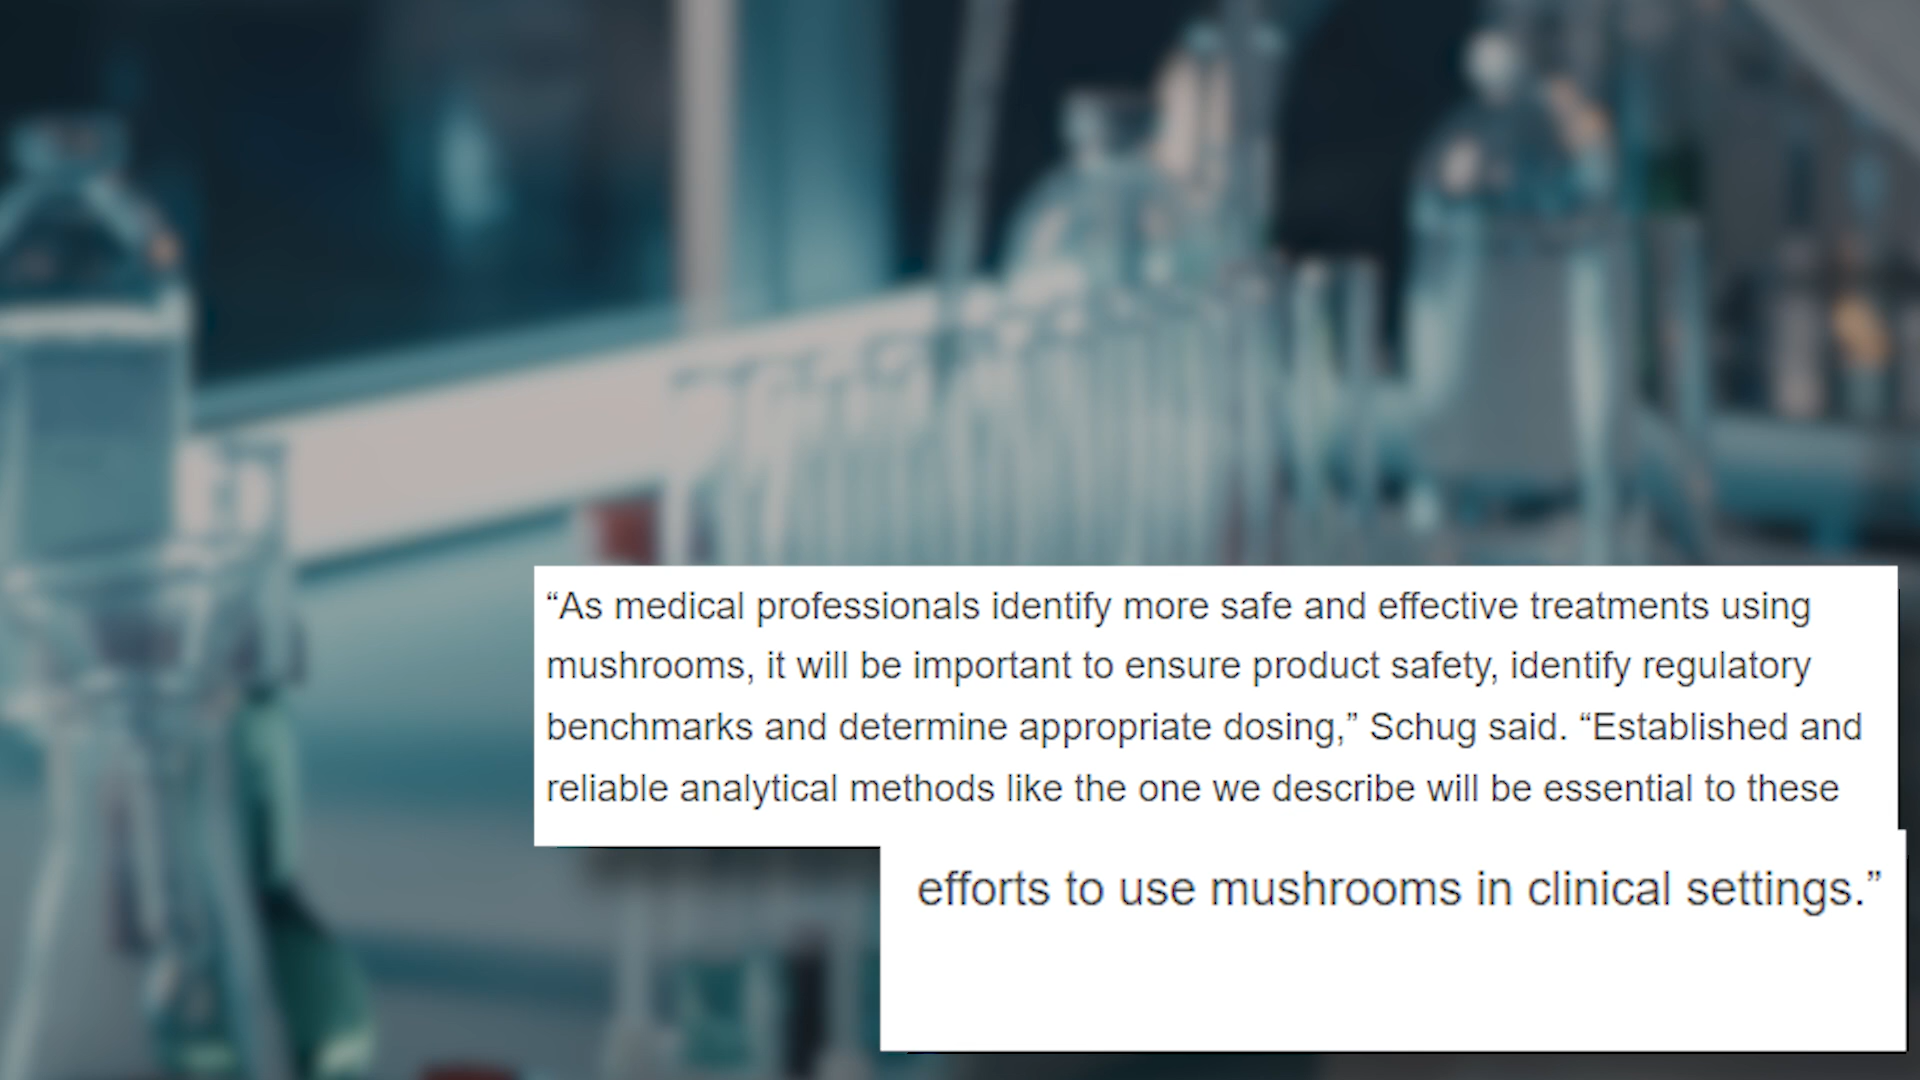 “As medical professionals identify more safe and effective treatments using
mushrooms, it will be important to ensure product safety, identify regulatory
benchmarks and determine appropriate dosing,” Schug said. “Established and
reliable analytical methods like the one we describe will be essential to these
efforts to use mushrooms in clinical settings.”